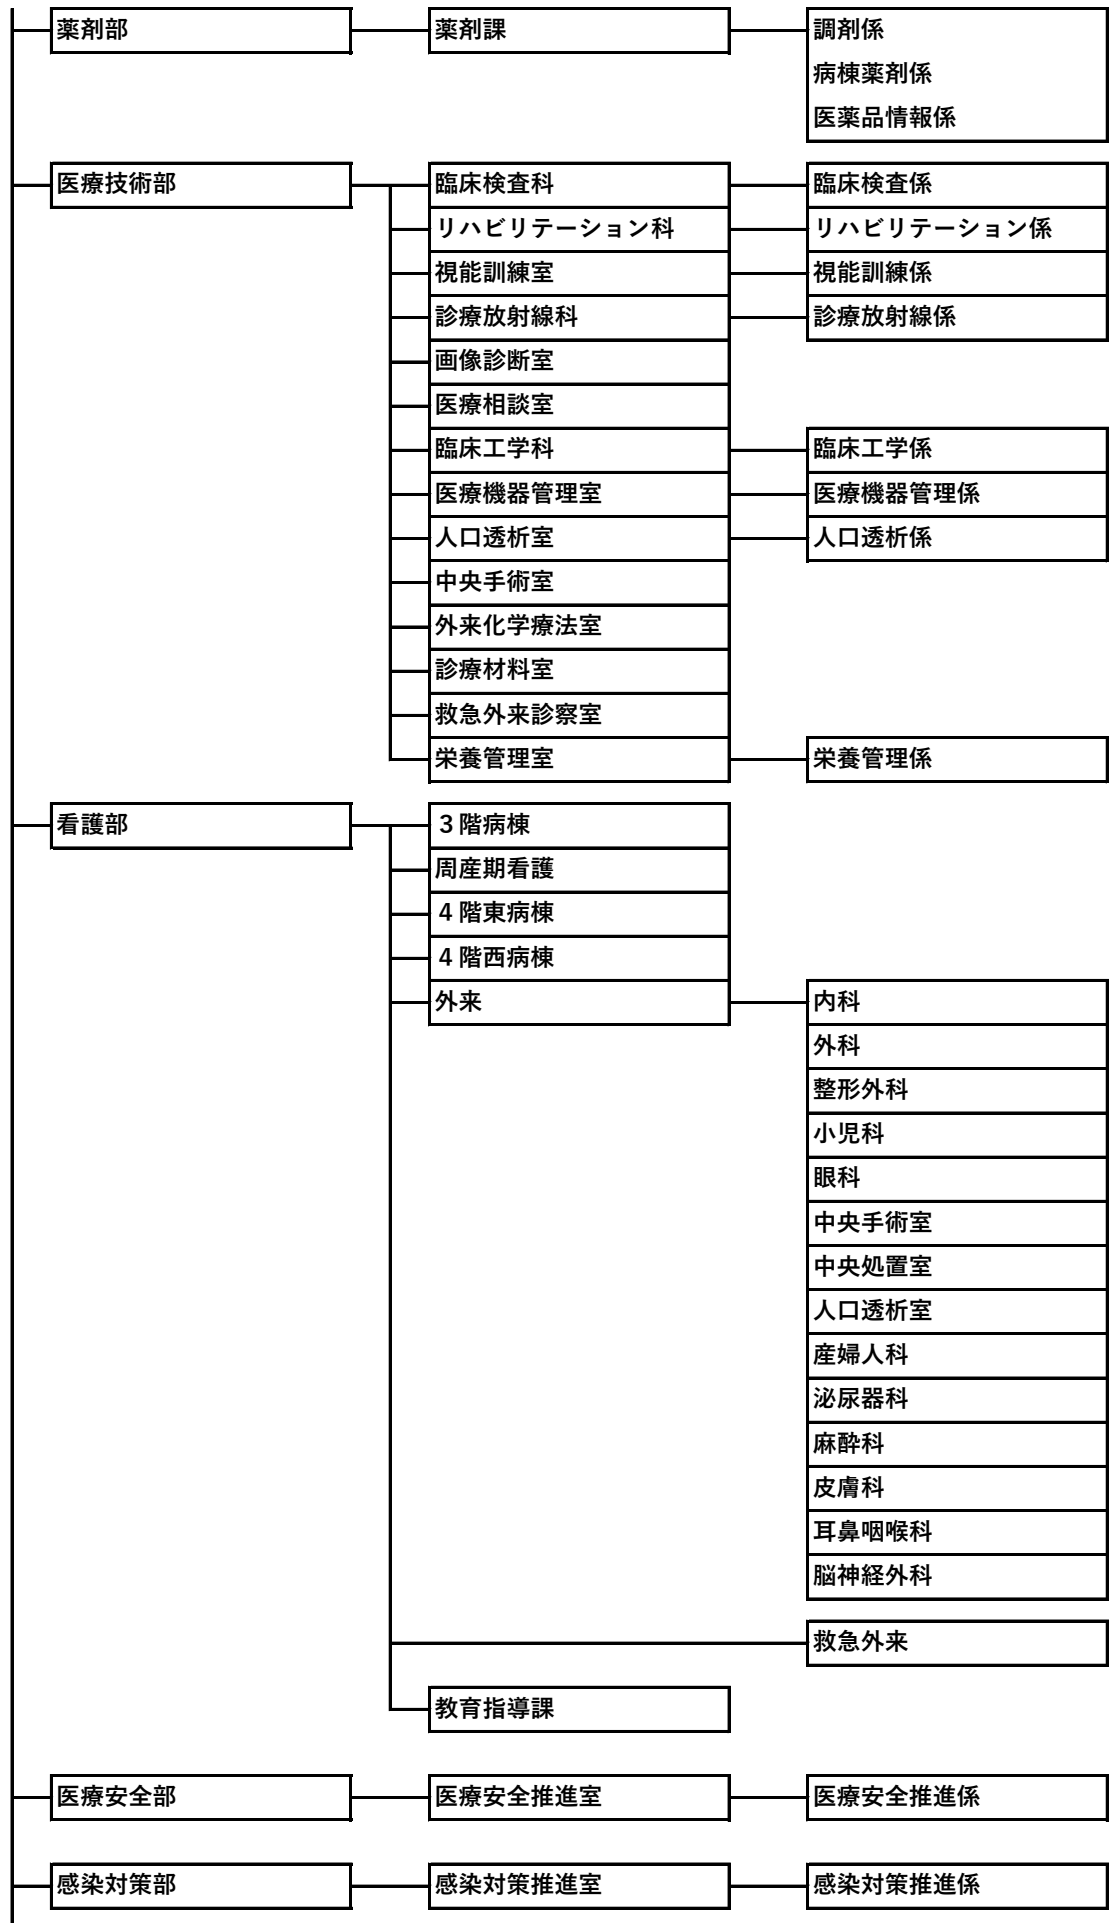 薬剤部 薬剤課 調剤係
病棟薬剤係
医薬品情報係
医療技術部 臨床検査科 臨床検査係
リハビリテーション科 リハビリテーション係
視能訓練室 視能訓練係
診療放射線科 診療放射線係
画像診断室
医療相談室
臨床工学科 臨床工学係
医療機器管理室 医療機器管理係
人口透析室 人口透析係
中央手術室
外来化学療法室
診療材料室
救急外来診察室
栄養管理室 栄養管理係
看護部 3階病棟
周産期看護
4階東病棟
4階西病棟
外来 内科
外科
整形外科
小児科
眼科
中央手術室
中央処置室
人口透析室
産婦人科
泌尿器科
麻酔科
皮膚科
耳鼻咽喉科
脳神経外科
救急外来
教育指導課
医療安全部 医療安全推進室 医療安全推進係
感染対策部 感染対策推進室 感染対策推進係